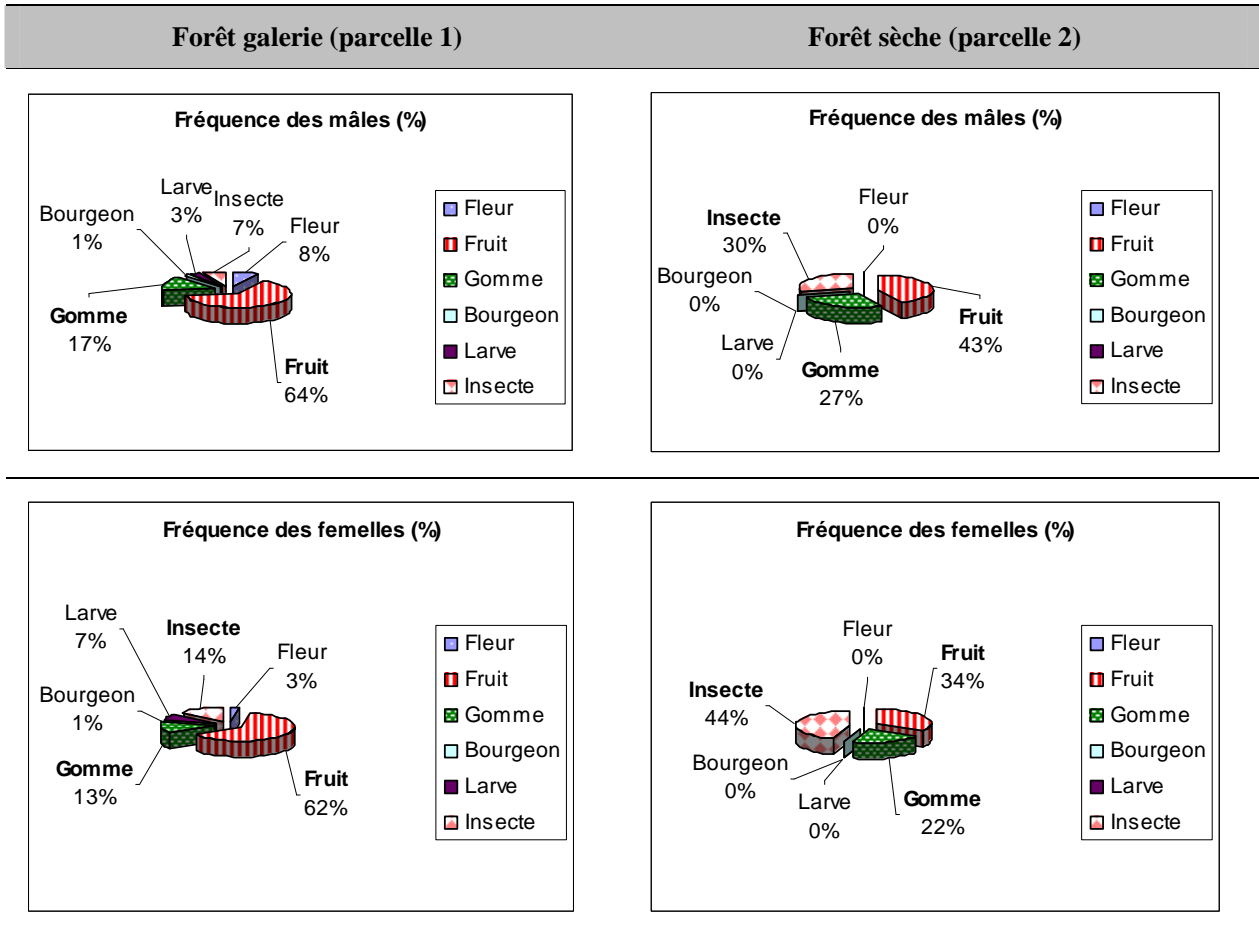 Forêt galerie (parcelle 1)
Forêt sèche (parcelle 2)
Fréquence des mâles (%)
Larve
3%
Insecte
7%
Bourgeon
1%
Fleur
8%
Gomme
17%
Fruit
64%
Fleur
Fruit
Gomme
Bourgeon
Larve
Insecte
Fréquence des mâles (%)
Fleur
0%
Insecte
30%
Bourgeon
0%
Larve
0%
Gomme
27%
Fruit
43%
Fleur
Fruit
Gomme
Bourgeon
Larve
Insecte
Fréquence des femelles (%)
Larve
7%
Insecte
14%
Fleur
3%
Bourgeon
1%
Gomme
13%
Fruit
62%
Fleur
Fruit
Gomme
Bourgeon
Larve
Insecte
Fréquence des femelles (%)
Fleur
0%
Fruit
34%
Insecte
44%
Bourgeon
0%
Larve
0%
Gomme
22%
Fleur
Fruit
Gomme
Bourgeon
Larve
Insecte